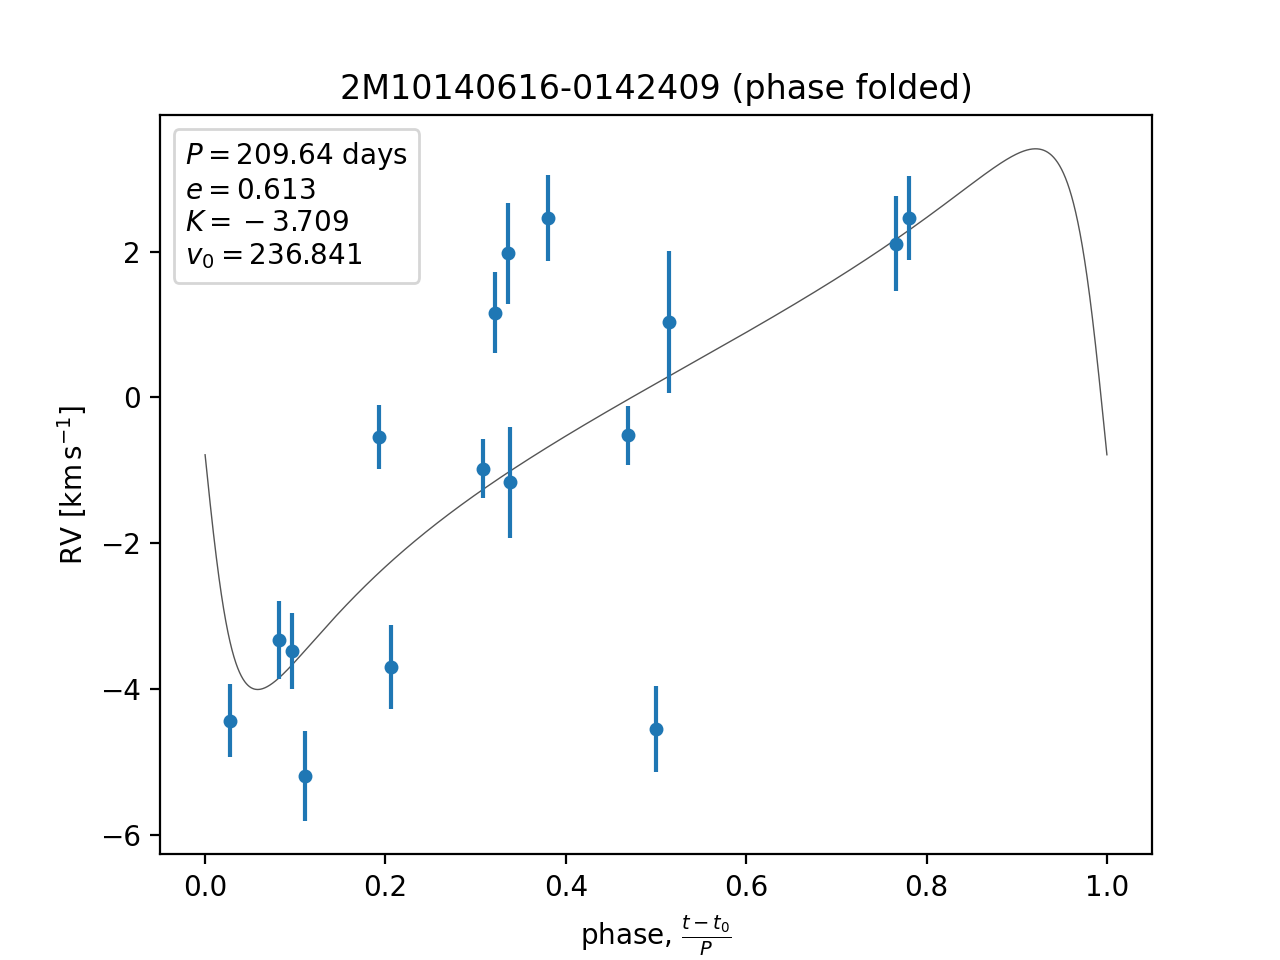 2M10140616-0142409 (phase folded)
P = 209.64 days
e = 0.613
K = −3.709
v₀ = 236.841
2
0
−2
−4
−6
RV [km s⁻¹]
0.0 0.2 0.4 0.6 0.8 1.0
phase, (t − t₀)/P